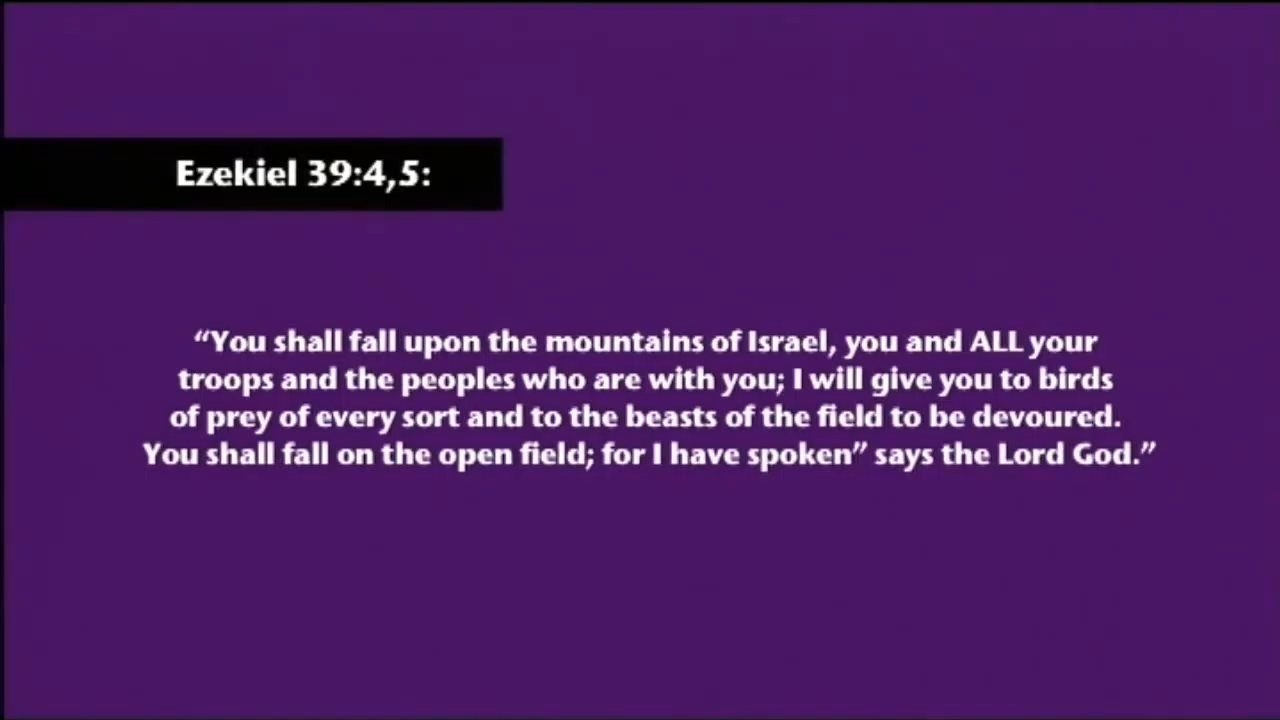 Ezekiel 39:4,5:
“You shall fall upon the mountains of Israel, you and ALL your
troops and the peoples who are with you; I will give you to birds
of prey of every sort and to the beasts of the field to be devoured.
You shall fall on the open field; for I have spoken” says the Lord God.”